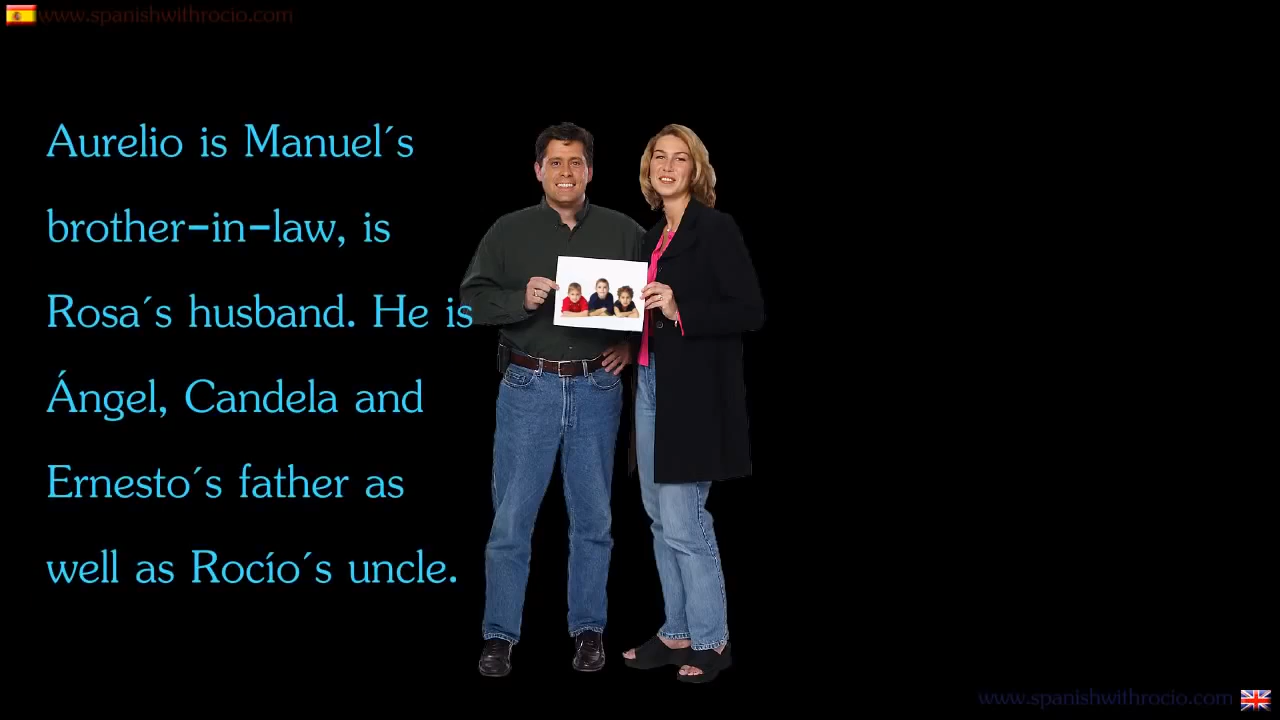 www.spanishwithrocio.com
Aurelio is Manuel´s
brother-in-law, is
Rosa´s husband. He is
Ángel, Candela and
Ernesto´s father as
well as Rocío´s uncle.
www.spanishwithrocio.com